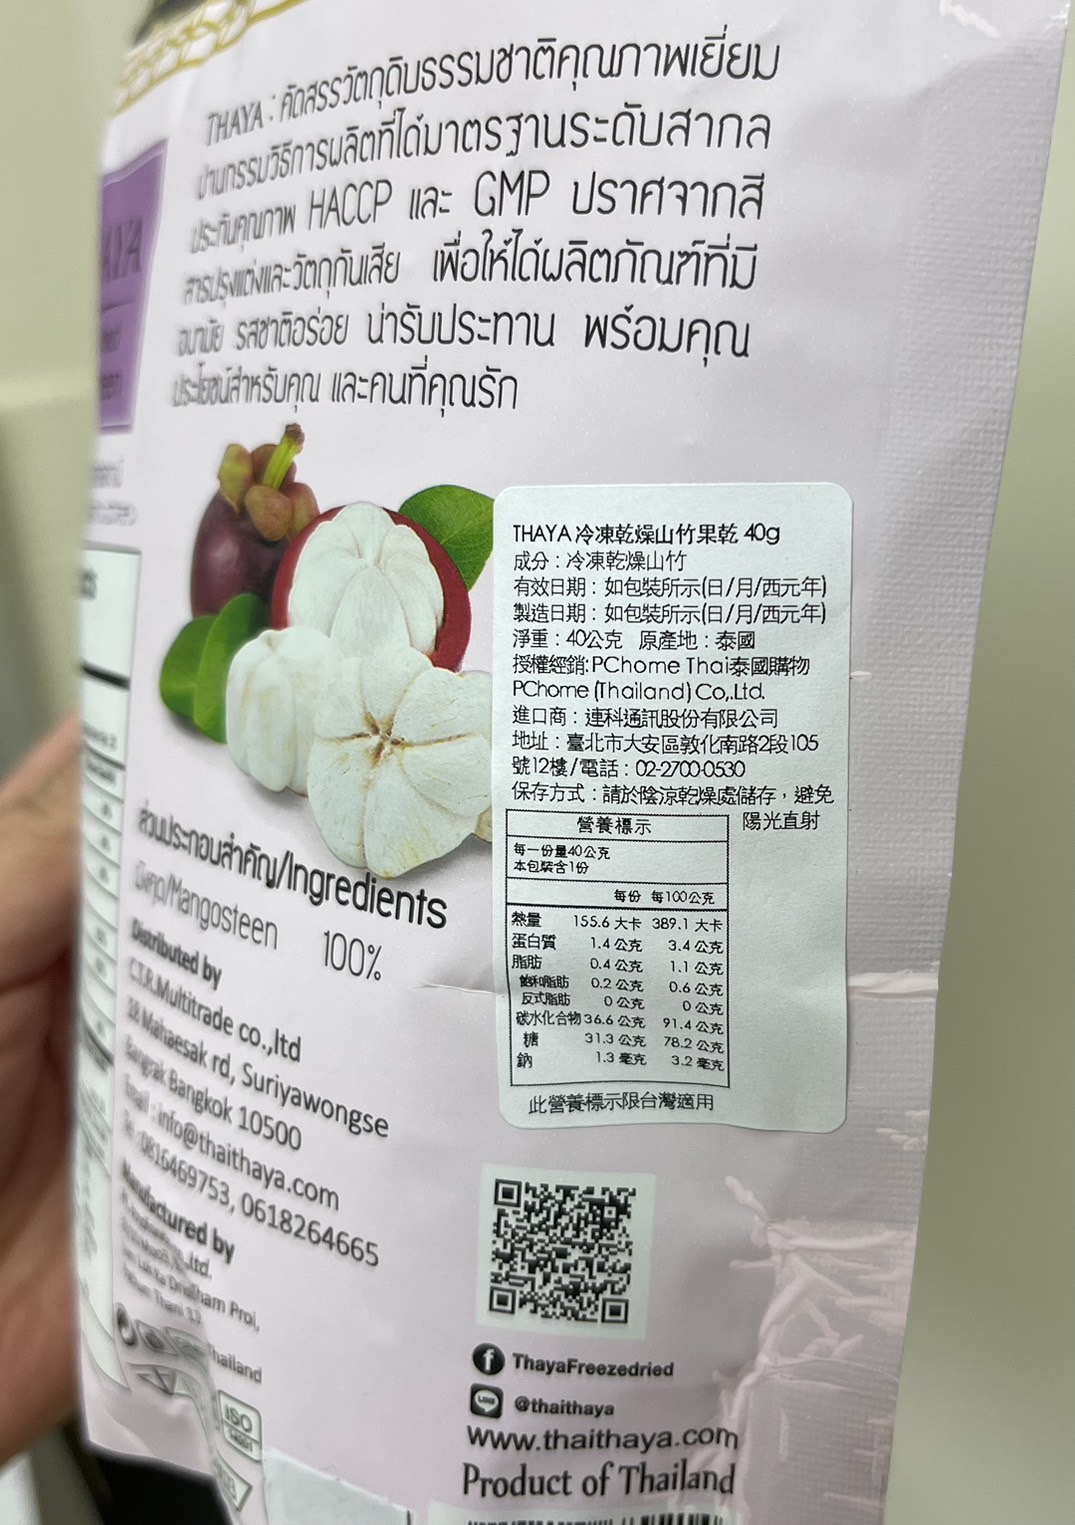 THAYA : คัดสรรวัตถุดิบธรรมชาติคุณภาพเยี่ยม
ผ่านกรรมวิธีการผลิตที่ได้มาตรฐานระดับสากล
ประกันคุณภาพ HACCP และ GMP ปราศจากสี
สารปรุงแต่งและวัตถุกันเสีย เพื่อให้ได้ผลิตภัณฑ์ที่มี
อนามัย รสชาติอร่อย น่ารับประทาน พร้อมคุณ
ประโยชน์สำหรับคุณ และคนที่คุณรัก
THAYA 冷凍乾燥山竹果乾 40g
成分：冷凍乾燥山竹
有效日期：如包裝所示(日/月/西元年)
製造日期：如包裝所示(日/月/西元年)
淨重：40公克 原產地：泰國
授權經銷:PChome Thai泰國購物
PChome (Thailand) Co,.Ltd.
進口商：連科通訊股份有限公司
地址：臺北市大安區敦化南路2段105
號12樓/電話：02-2700-0530
保存方式：請於陰涼乾燥處儲存，避免
陽光直射
營養標示
每一份量40公克
本包裝含1份
每份 每100公克
熱量 155.6 大卡 389.1 大卡
蛋白質 1.4 公克 3.4 公克
脂肪 0.4 公克 1.1 公克
飽和脂肪 0.2 公克 0.6 公克
反式脂肪 0 公克 0 公克
碳水化合物 36.6 公克 91.4 公克
糖 31.3 公克 78.2 公克
鈉 1.3 毫克 3.2 毫克
此營養標示限台灣適用
ส่วนประกอบสำคัญ/Ingredients
มังคุด/Mangosteen 100%
Distributed by
C.T.R.Multitrade co.,ltd
18 Mahaesak rd, Suriyawongse
Bangrak Bangkok 10500
Email : info@thaithaya.com
0816469753, 0618264665
Manufactured by
Thailand
ISO
ThayaFreezedried
@thaithaya
www.thaithaya.com
Product of Thailand